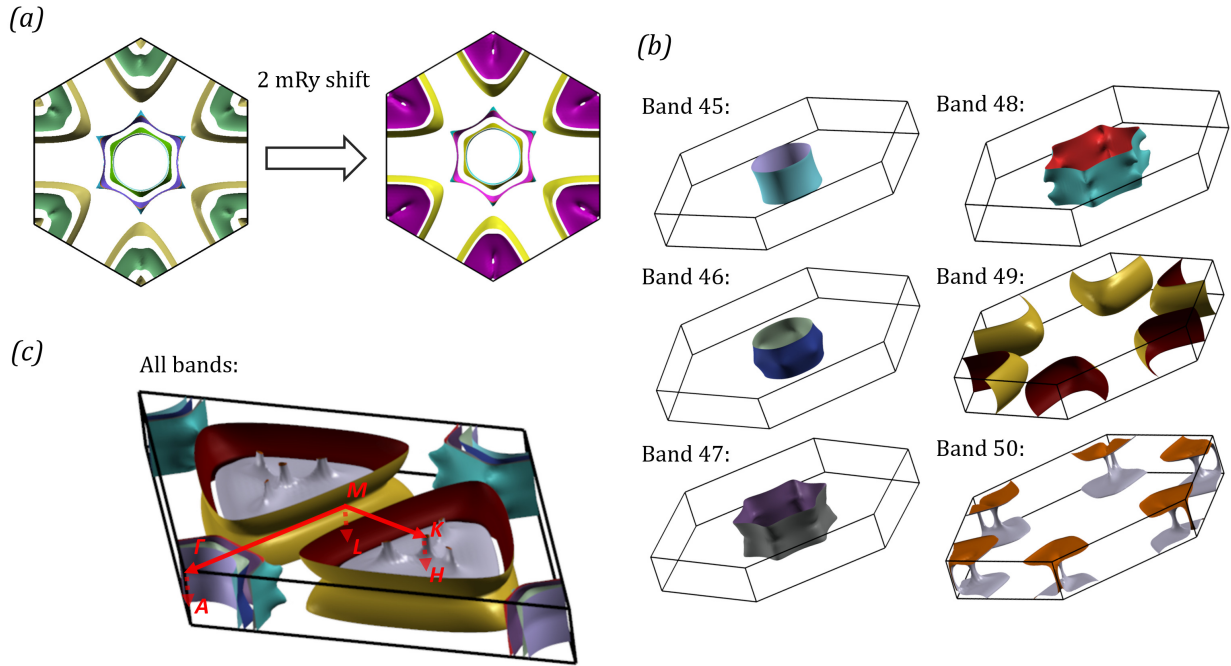 (a)
2 mRy shift
(b)
Band 45:
Band 48:
Band 46:
Band 49:
Band 47:
Band 50:
(c)
All bands:
M
Γ
K
L
H
A